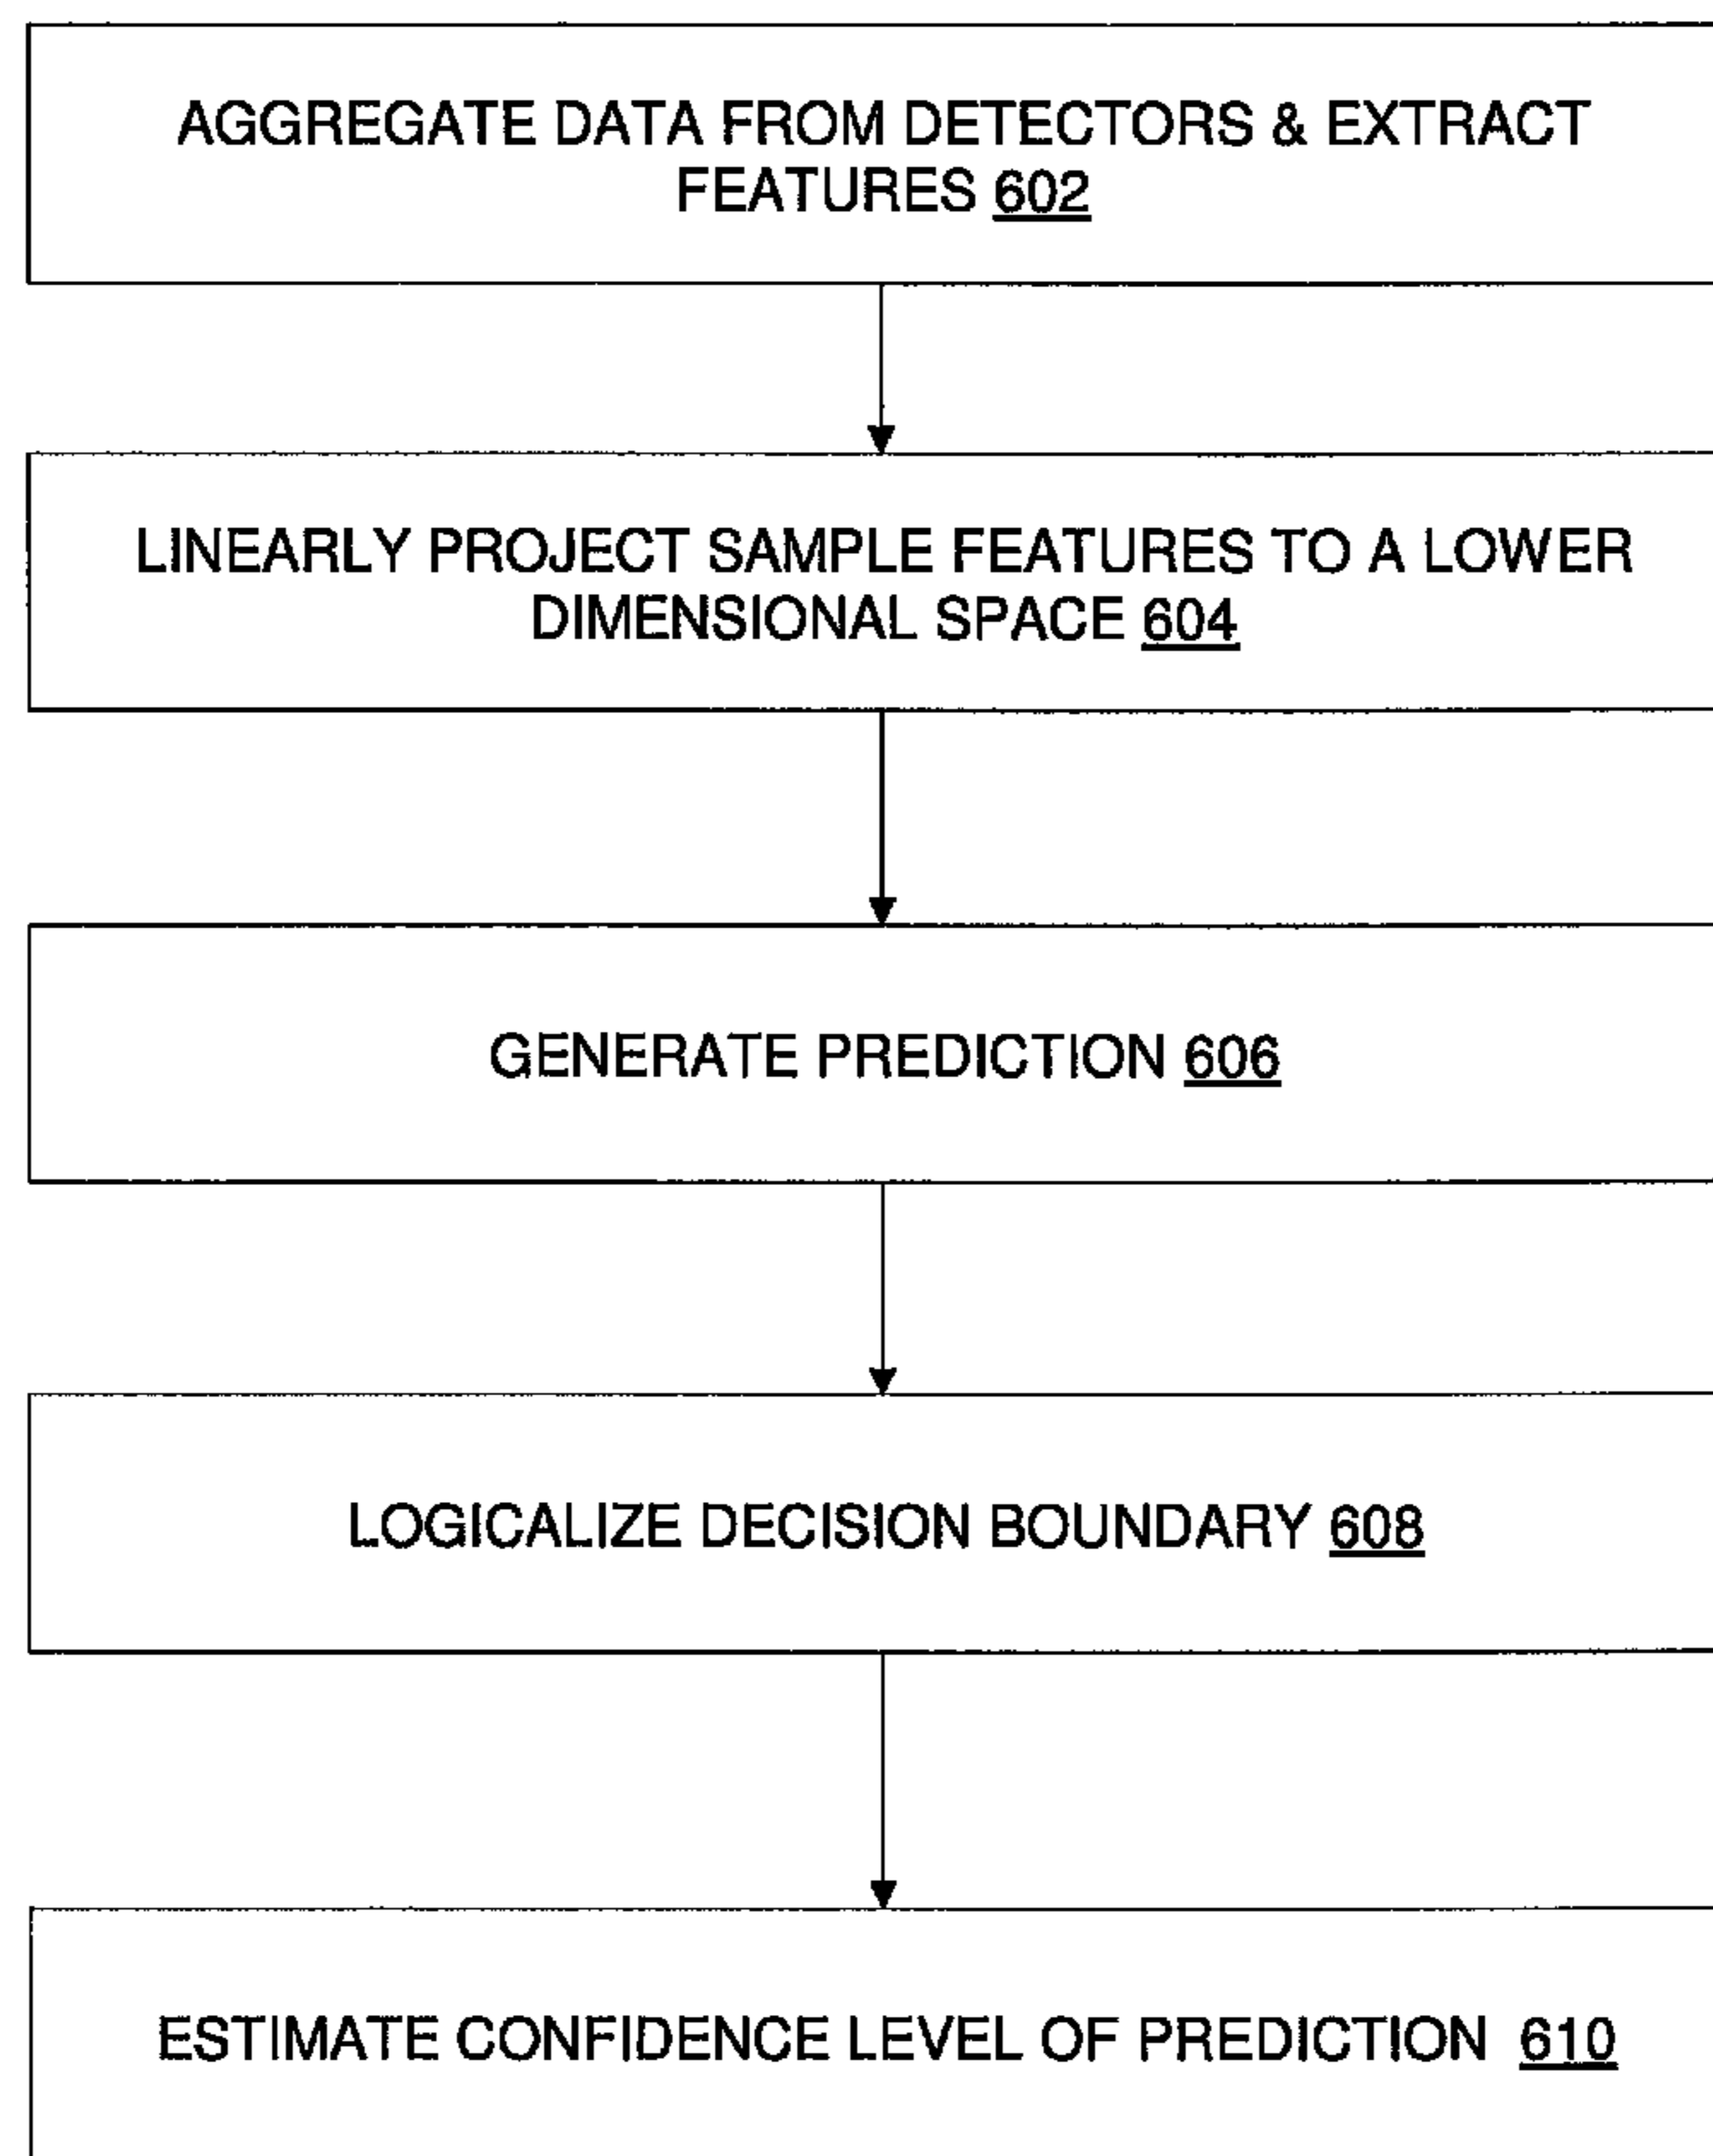 AGGREGATE DATA FROM DETECTORS & EXTRACT
FEATURES 602
LINEARLY PROJECT SAMPLE FEATURES TO A LOWER
DIMENSIONAL SPACE 604
GENERATE PREDICTION 606
LOGICALIZE DECISION BOUNDARY 608
ESTIMATE CONFIDENCE LEVEL OF PREDICTION 610